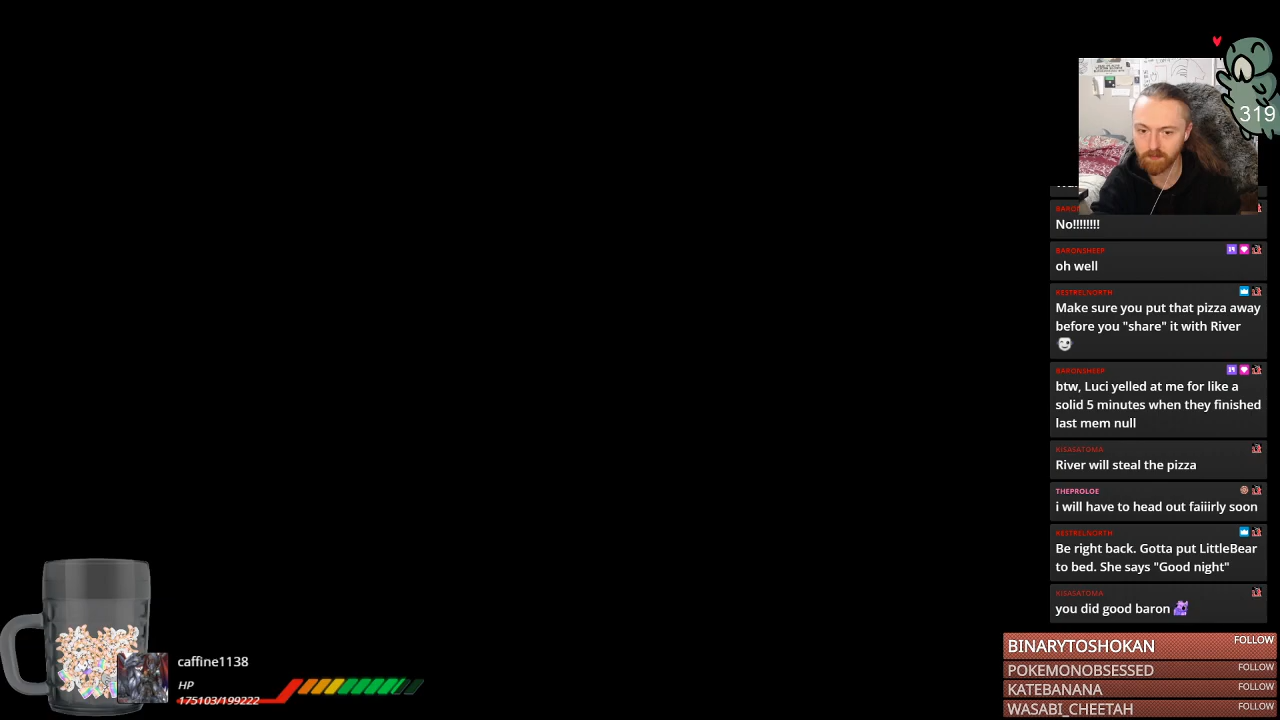 319
No!!!!!!!!
BARONSHEEP
oh well
KESTRELNORTH
Make sure you put that pizza away
before you "share" it with River
BARONSHEEP
btw, Luci yelled at me for like a
solid 5 minutes when they finished
last mem null
KISASATOMA
River will steal the pizza
THEPROLOE
i will have to head out faiiirly soon
KESTRELNORTH
Be right back. Gotta put LittleBear
to bed. She says "Good night"
KISASATOMA
you did good baron
BINARYTOSHOKAN FOLLOW
POKEMONOBSESSED FOLLOW
KATEBANANA FOLLOW
WASABI_CHEETAH FOLLOW
caffine1138
HP
175103/199222